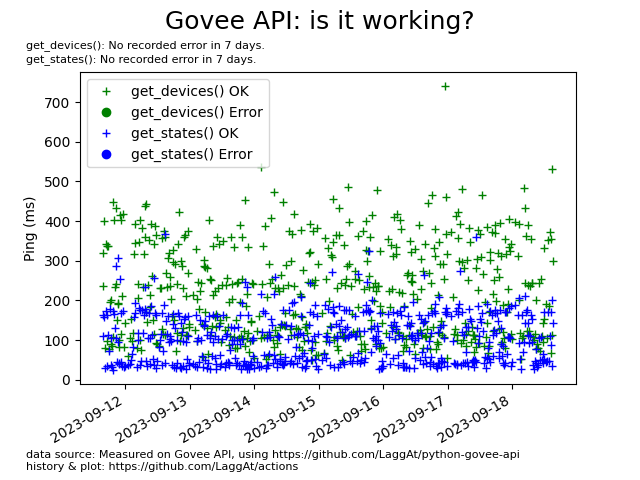 Govee API: is it working?
get_devices(): No recorded error in 7 days.
get_states(): No recorded error in 7 days.
get_devices() OK
get_devices() Error
get_states() OK
get_states() Error
Ping (ms)
700
600
500
400
300
200
100
0
2023-09-12
2023-09-13
2023-09-14
2023-09-15
2023-09-16
2023-09-17
2023-09-18
data source: Measured on Govee API, using https://github.com/LaggAt/python-govee-api
history & plot: https://github.com/LaggAt/actions